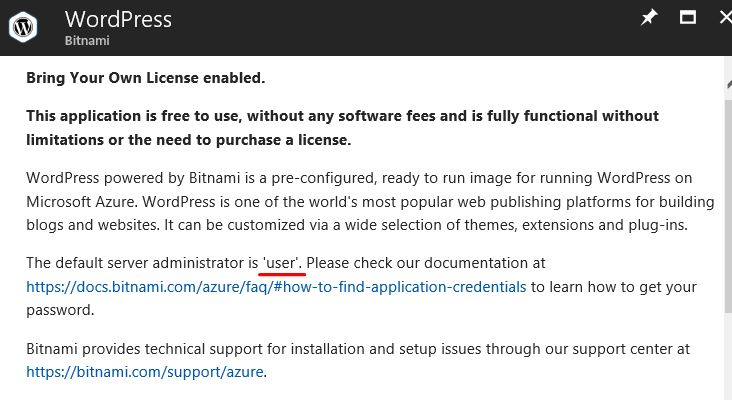 WordPress
Bitnami
Bring Your Own License enabled.
This application is free to use, without any software fees and is fully functional without
limitations or the need to purchase a license.
WordPress powered by Bitnami is a pre-configured, ready to run image for running WordPress on
Microsoft Azure. WordPress is one of the world's most popular web publishing platforms for building
blogs and websites. It can be customized via a wide selection of themes, extensions and plug-ins.
The default server administrator is 'user'. Please check our documentation at
https://docs.bitnami.com/azure/faq/#how-to-find-application-credentials to learn how to get your
password.
Bitnami provides technical support for installation and setup issues through our support center at
https://bitnami.com/support/azure.